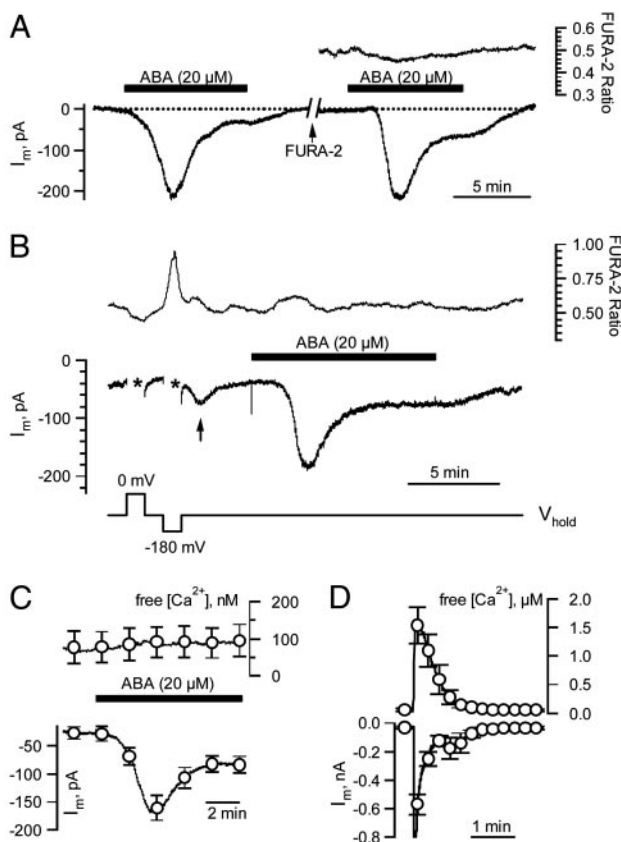 A
0.6
0.5
0.4
0.3
FURA-2 Ratio
ABA (20 µM)
ABA (20 µM)
0
-100
-200
I_m, pA
FURA-2
5 min
B
1.00
0.75
0.50
FURA-2 Ratio
ABA (20 µM)
0
-100
-200
I_m, pA
* *
5 min
0 mV
-180 mV
V_hold
C
free [Ca²⁺], nM
200
100
0
ABA (20 µM)
-50
-100
-150
-200
I_m, pA
2 min
D
free [Ca²⁺], µM
2.0
1.5
1.0
0.5
0.0
0.0
-0.2
-0.4
-0.6
-0.8
I_m, nA
1 min